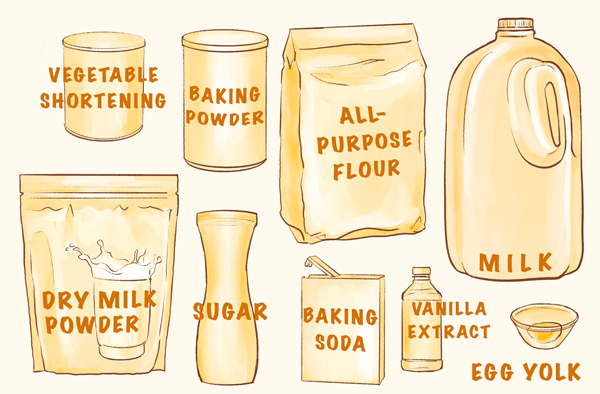 VEGETABLE
SHORTENING
BAKING
POWDER
ALL-
PURPOSE
FLOUR
MILK
DRY MILK
POWDER
SUGAR
BAKING
SODA
VANILLA
EXTRACT
EGG YOLK